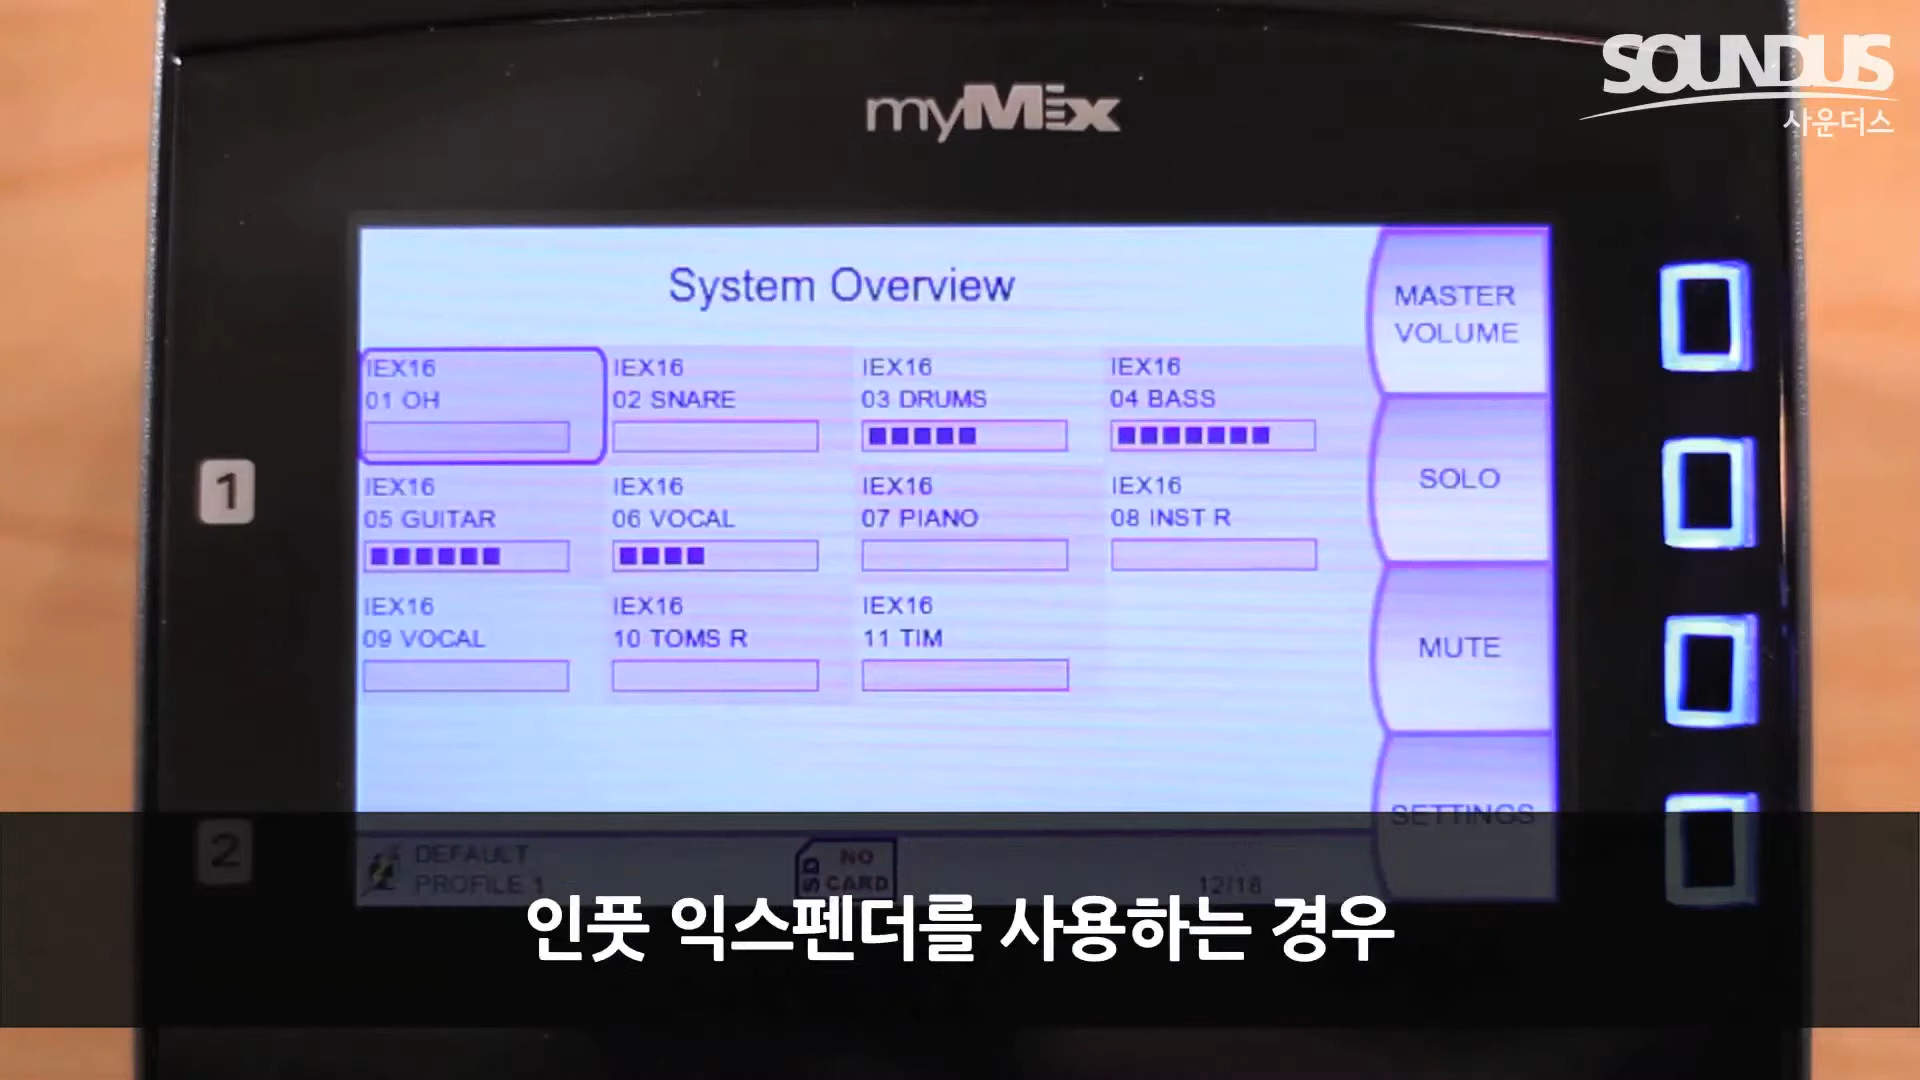 SOUNDUS
사운더스
myMix
System Overview
IEX16
01 OH
IEX16
02 SNARE
IEX16
03 DRUMS
IEX16
04 BASS
IEX16
05 GUITAR
IEX16
06 VOCAL
IEX16
07 PIANO
IEX16
08 INST R
IEX16
09 VOCAL
IEX16
10 TOMS R
IEX16
11 TIM
MASTER
VOLUME
SOLO
MUTE
SETTINGS
1
2
DEFAULT
PROFILE 1
SD
NO
CARD
12/18
인풋 익스펜더를 사용하는 경우